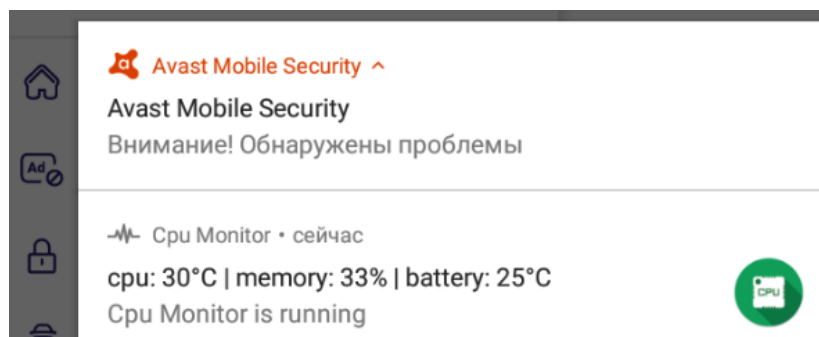 Avast Mobile Security
Avast Mobile Security
Внимание! Обнаружены проблемы
Ad
Cpu Monitor • сейчас
cpu: 30°C | memory: 33% | battery: 25°C
CPU
Cpu Monitor is running